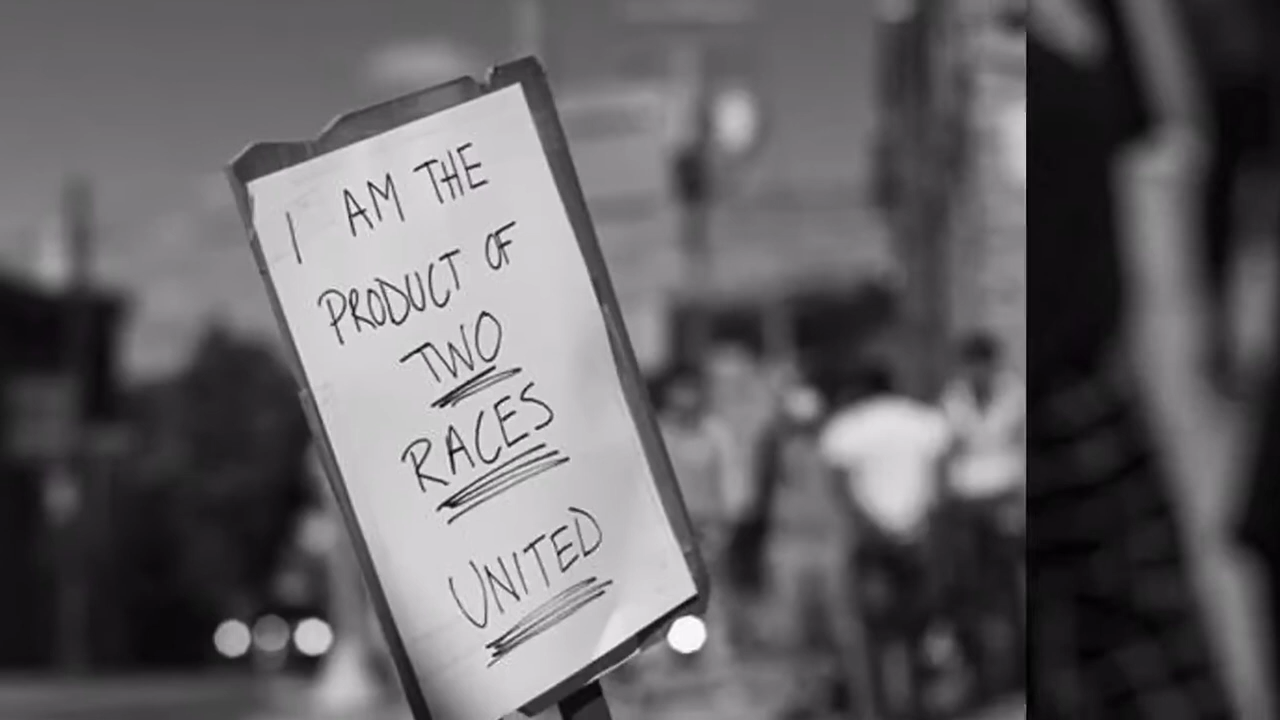 I AM THE
PRODUCT OF
TWO
RACES
UNITED